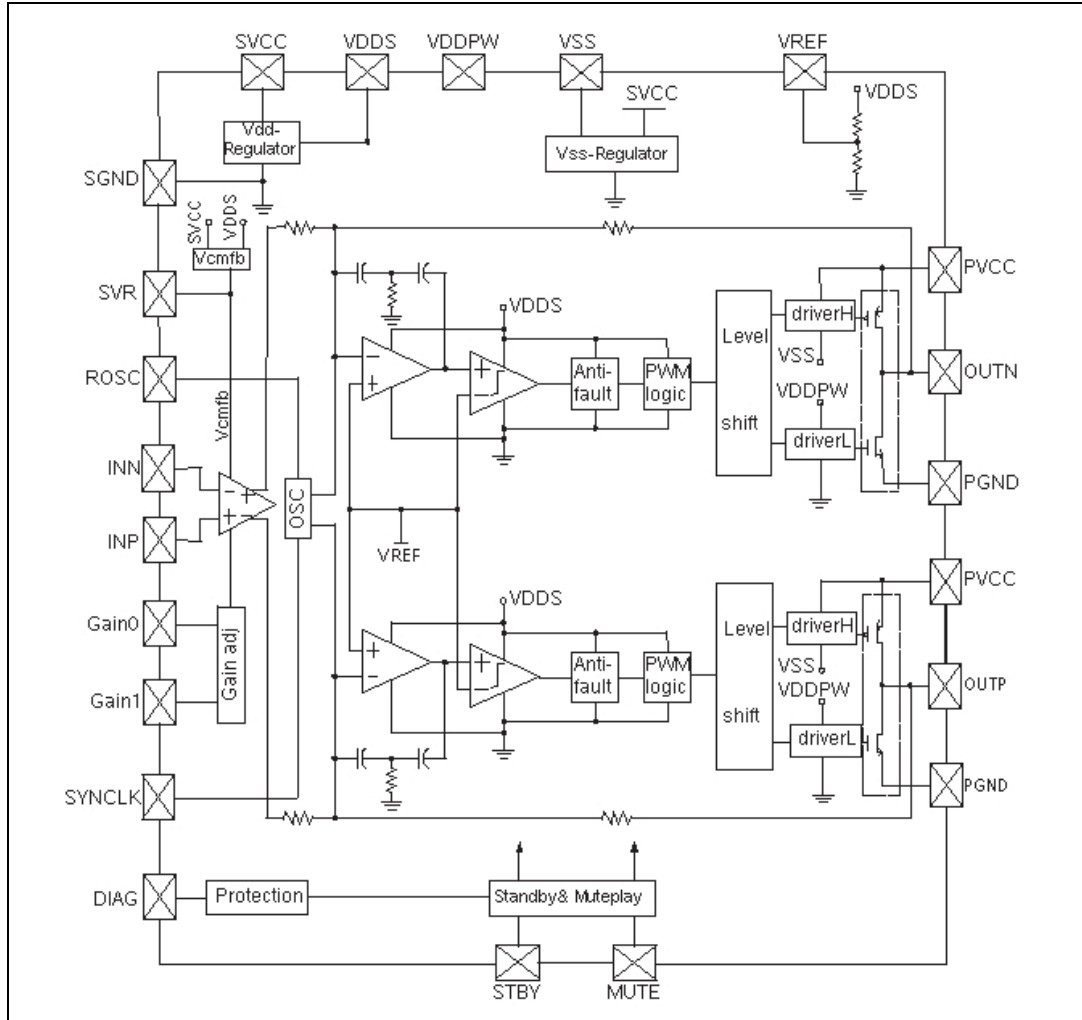 SVCC
VDDS
VDDPW
VSS
VREF
SVCC
VDDS
Vdd-
Regulator
Vss-Regulator
SGND
SVCC
VDDS
Vcmfb
SVR
PVCC
driverH
VDDS
Level
shift
VSS
VDDPW
ROSC
Vcmfb
−
+
+
−
Anti-
fault
PWM
logic
OUTN
driverL
INN
− +
+ −
OSC
PGND
INP
VREF
PVCC
Gain0
VDDS
Level
shift
driverH
Gain adj
+
−
+
−
Anti-
fault
PWM
logic
VSS
VDDPW
Gain1
OUTP
driverL
SYNCLK
PGND
DIAG
Protection
Standby& Muteplay
STBY
MUTE